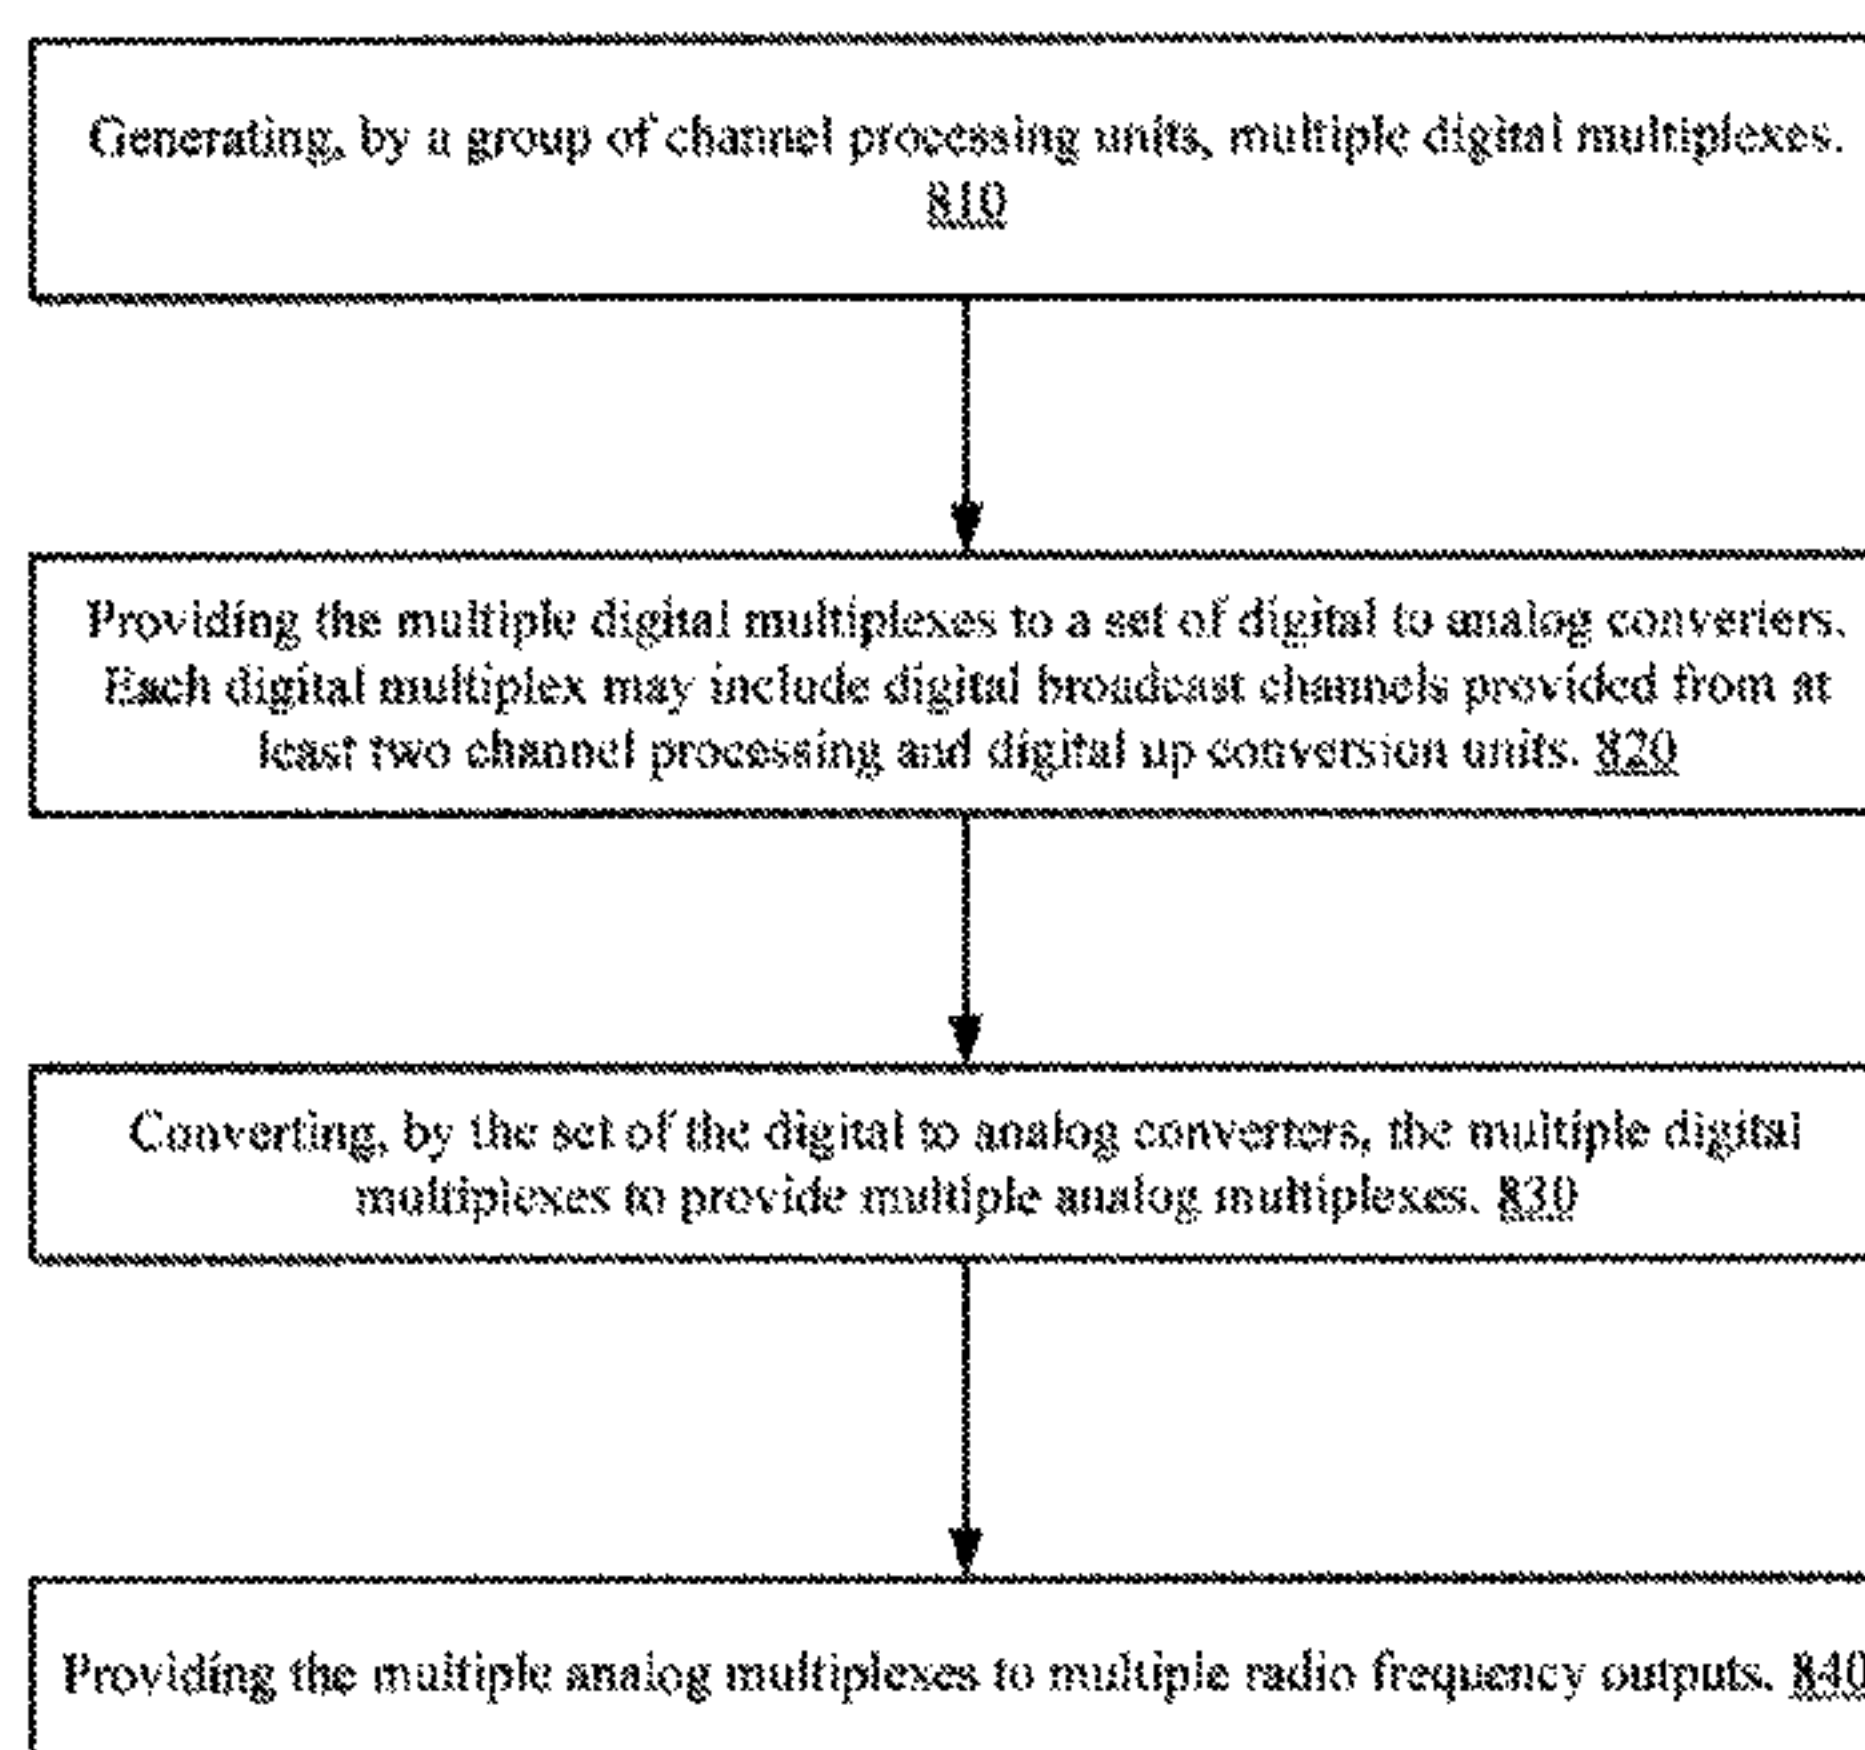 Generating, by a group of channel processing units, multiple digital multiplexes.
810
Providing the multiple digital multiplexes to a set of digital to analog converters.
Each digital multiplex may include digital broadcast channels provided from at
least two channel processing and digital up conversion units. 820
Converting, by the set of the digital to analog converters, the multiple digital
multiplexes to provide multiple analog multiplexes. 830
Providing the multiple analog multiplexes to multiple radio frequency outputs. 840